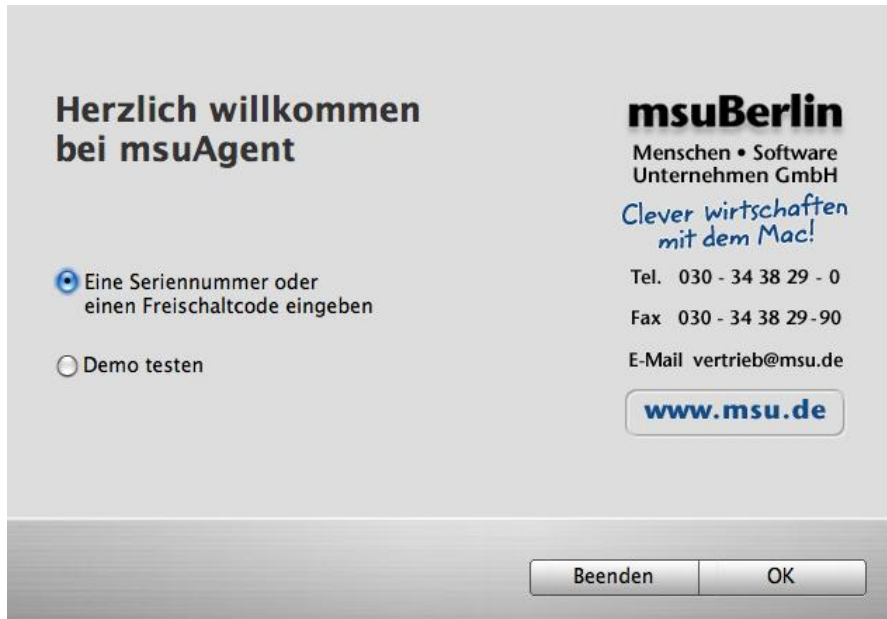 Herzlich willkommen
bei msuAgent
Eine Seriennummer oder
einen Freischaltcode eingeben
Demo testen
msuBerlin
Menschen • Software
Unternehmen GmbH
Clever wirtschaften
mit dem Mac!
Tel. 030 - 34 38 29 - 0
Fax 030 - 34 38 29 - 90
E-Mail vertrieb@msu.de
www.msu.de
Beenden OK